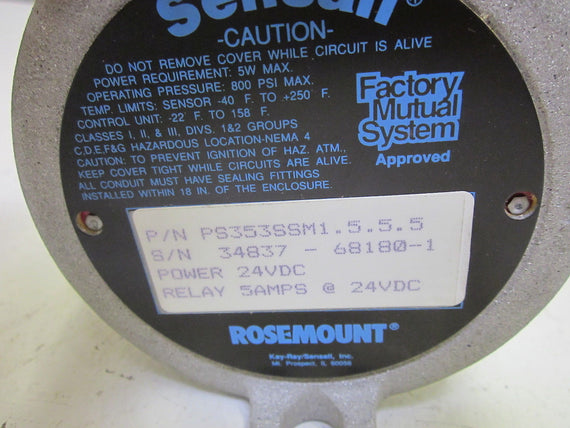 Sensall®
-CAUTION-
DO NOT REMOVE COVER WHILE CIRCUIT IS ALIVE
POWER REQUIREMENT: 5W MAX.
OPERATING PRESSURE: 800 PSI MAX.
TEMP. LIMITS: SENSOR -40 F. TO +250 F.
CONTROL UNIT: -22 F. TO 158 F.
CLASSES I, II, & III, DIVS. 1&2 GROUPS
C.D.E.F&G HAZARDOUS LOCATION-NEMA 4
CAUTION: TO PREVENT IGNITION OF HAZ. ATM.,
KEEP COVER TIGHT WHILE CIRCUITS ARE ALIVE.
ALL CONDUIT MUST HAVE SEALING FITTINGS
INSTALLED WITHIN 18 IN. OF THE ENCLOSURE.
Factory
Mutual
System
Approved
P/N PS353SSM1.5.5.5
S/N 34837 - 68180-1
POWER 24VDC
RELAY 5AMPS @ 24VDC
ROSEMOUNT®
Kay-Ray/Sensall, Inc.
Mt. Prospect, IL 60056